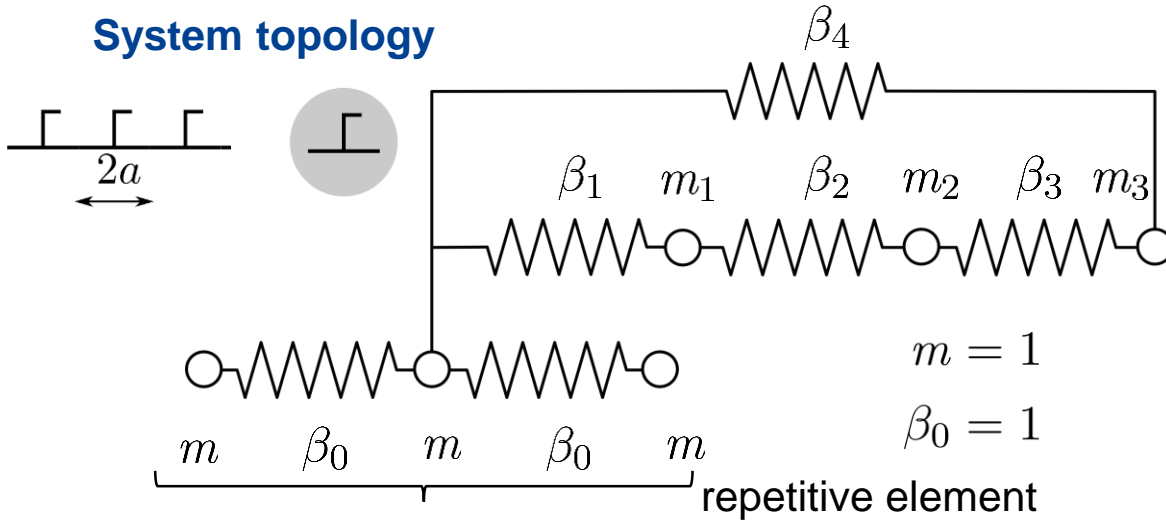 System topology
β₄
2a
β₁ m₁ β₂ m₂ β₃ m₃
m = 1
β₀ = 1
m β₀ m β₀ m
repetitive element